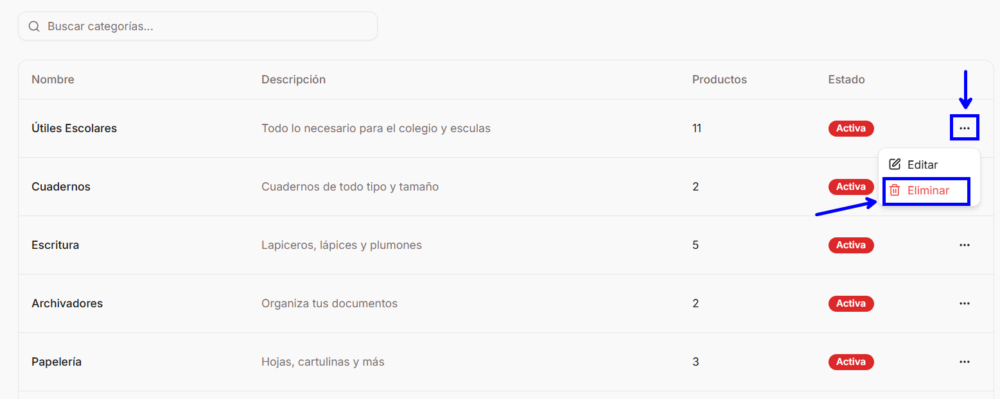 Buscar categorías...
Nombre Descripción Productos Estado
Útiles Escolares Todo lo necesario para el colegio y esculas 11 Activa ...
Editar
Cuadernos Cuadernos de todo tipo y tamaño 2 Activa
Eliminar
Escritura Lapiceros, lápices y plumones 5 Activa ...
Archivadores Organiza tus documentos 2 Activa ...
Papelería Hojas, cartulinas y más 3 Activa ...